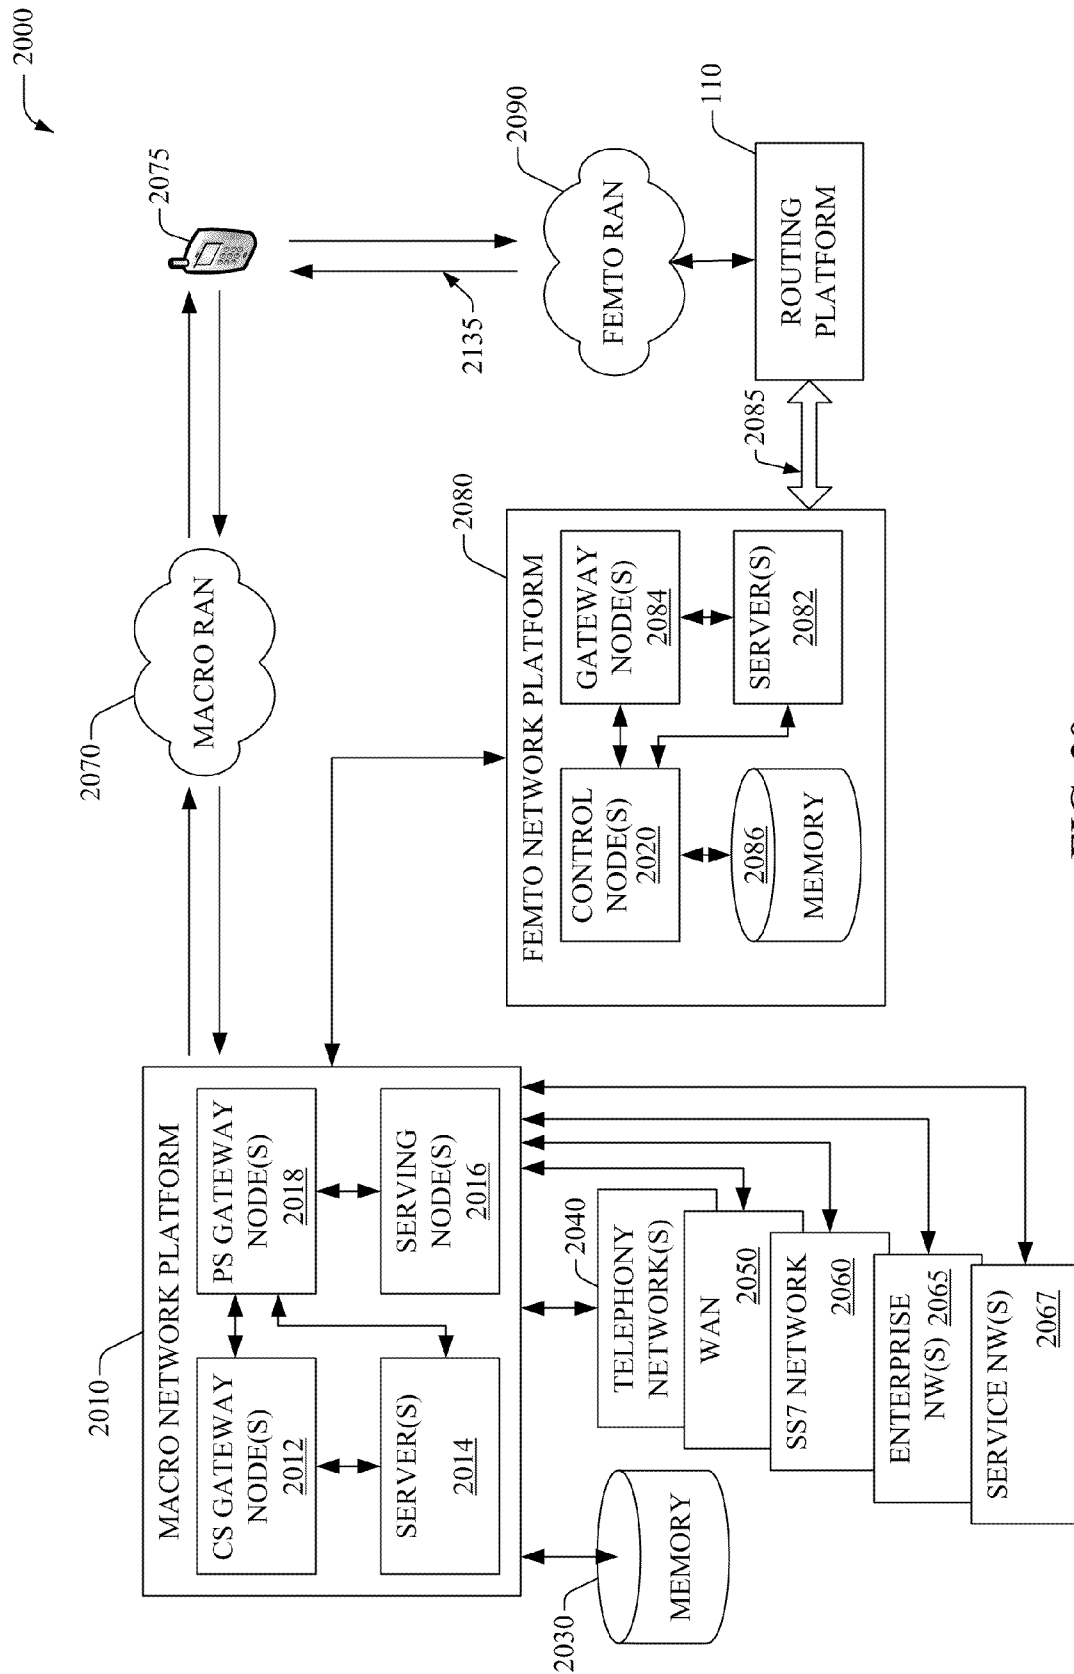 2000
2075
2070
MACRO RAN
2135
2090
FEMTO RAN
110
ROUTING
PLATFORM
2085
2010
MACRO NETWORK PLATFORM
CS GATEWAY
NODE(S)
2012
PS GATEWAY
NODE(S)
2018
SERVER(S)
2014
SERVING
NODE(S)
2016
2080
FEMTO NETWORK PLATFORM
CONTROL
NODE(S)
2020
GATEWAY
NODE(S)
2084
2086
MEMORY
SERVER(S)
2082
2030
MEMORY
2040
TELEPHONY
NETWORK(S)
WAN
2050
SS7 NETWORK
2060
ENTERPRISE
NW(S) 2065
SERVICE NW(S)
2067